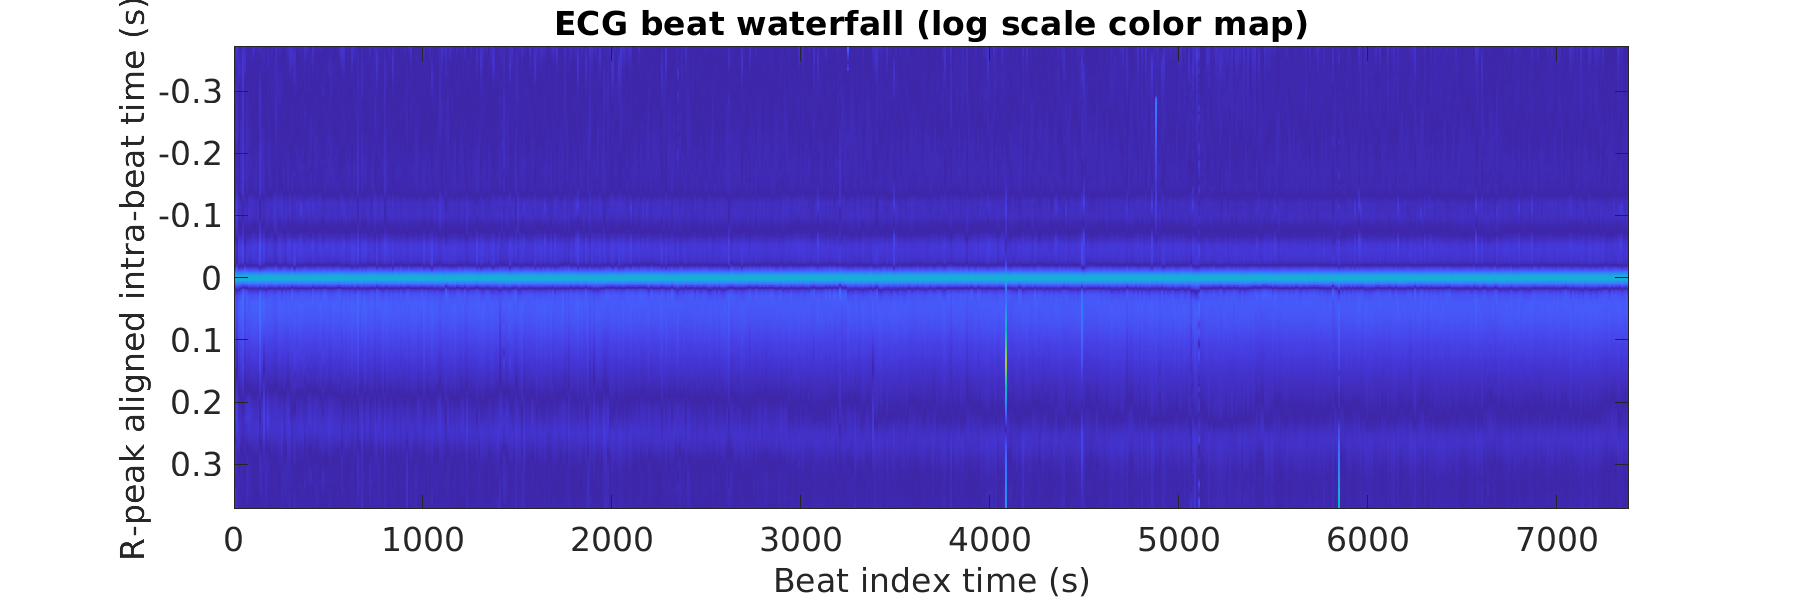 ECG beat waterfall (log scale color map)
R-peak aligned intra-beat time (s)
-0.3
-0.2
-0.1
0
0.1
0.2
0.3
0 1000 2000 3000 4000 5000 6000 7000
Beat index time (s)